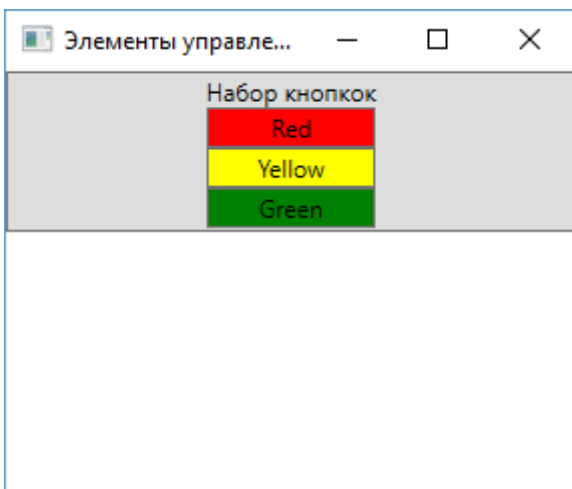 Элементы управле...
Набор кнопкок
Red
Yellow
Green